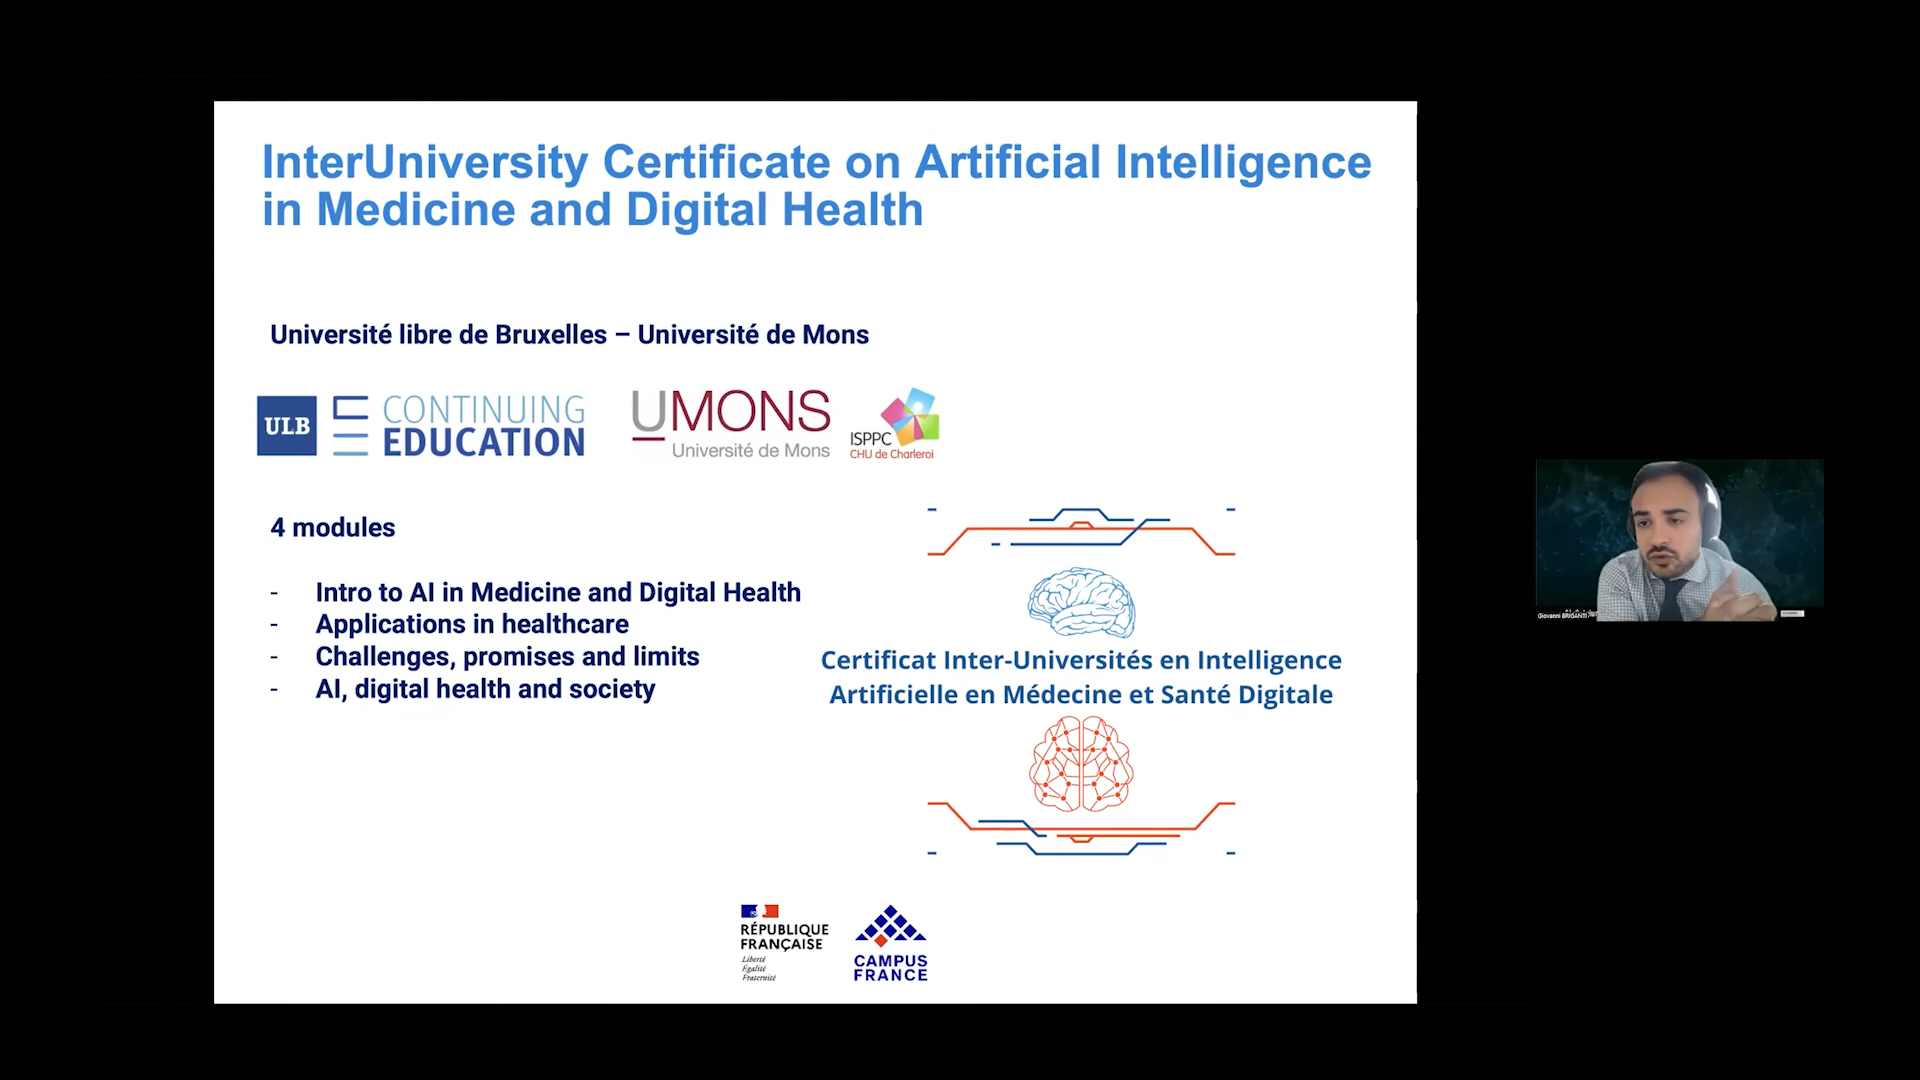 InterUniversity Certificate on Artificial Intelligence
in Medicine and Digital Health
Université libre de Bruxelles – Université de Mons
ULB
CONTINUING
EDUCATION
UMONS
Université de Mons
ISPPC
CHU de Charleroi
4 modules
- Intro to AI in Medicine and Digital Health
- Applications in healthcare
- Challenges, promises and limits
- AI, digital health and society
Certificat Inter-Universités en Intelligence
Artificielle en Médecine et Santé Digitale
RÉPUBLIQUE
FRANÇAISE
Liberté
Égalité
Fraternité
CAMPUS
FRANCE
Giovanni BRIGANTI